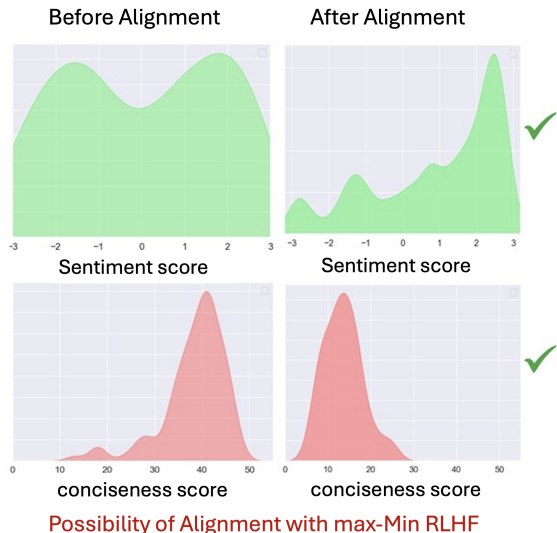 Before Alignment
After Alignment
-3 -2 -1 0 1 2 3
-3 -2 -1 0 1 2 3
Sentiment score
Sentiment score
0 10 20 30 40 50
0 10 20 30 40 50
conciseness score
conciseness score
Possibility of Alignment with max-Min RLHF